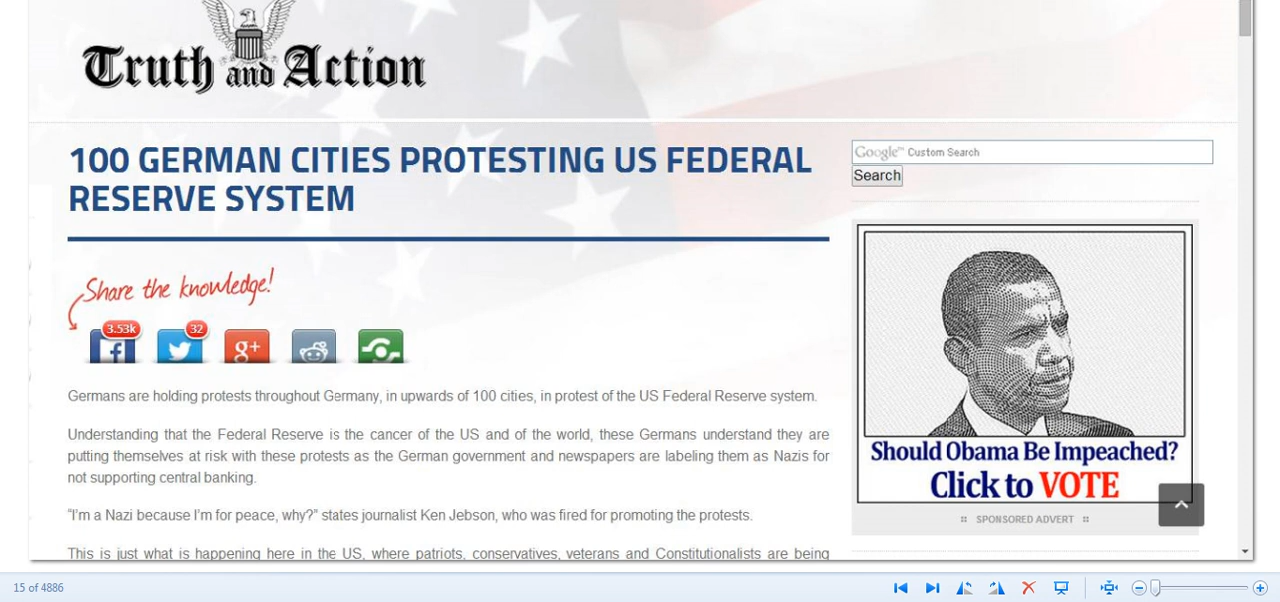 Truth and Action
100 GERMAN CITIES PROTESTING US FEDERAL
RESERVE SYSTEM
Google™ Custom Search
Search
Share the knowledge!
3.53k
32
f
g+
Germans are holding protests throughout Germany, in upwards of 100 cities, in protest of the US Federal Reserve system.
Understanding that the Federal Reserve is the cancer of the US and of the world, these Germans understand they are
putting themselves at risk with these protests as the German government and newspapers are labeling them as Nazis for
not supporting central banking.
“I’m a Nazi because I’m for peace, why?” states journalist Ken Jebson, who was fired for promoting the protests.
This is just what is happening here in the US, where patriots, conservatives, veterans and Constitutionalists are being
Should Obama Be Impeached?
Click to VOTE
SPONSORED ADVERT
15 of 4886